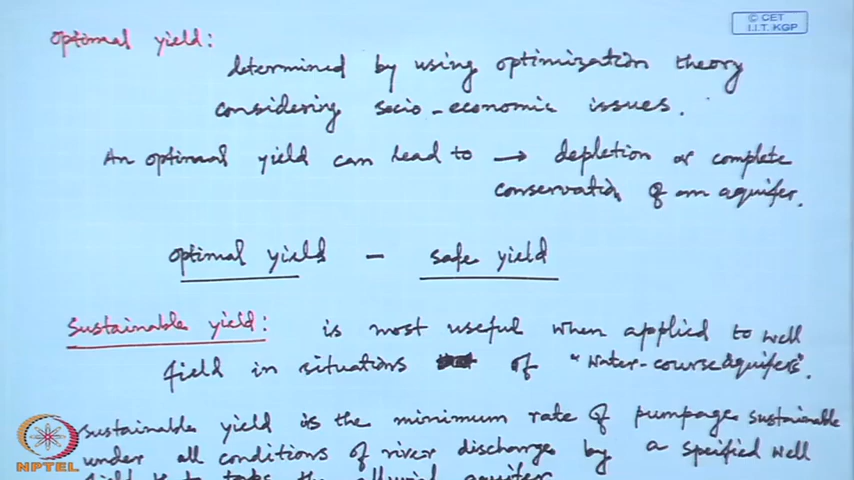 © CET
I.I.T. KGP
Optimal yield:
determined by using optimization theory
considering socio-economic issues.
An optimal yield can lead to → depletion or complete
conservation of an aquifer.
optimal yield - safe yield
Sustainable yield: is most useful when applied to well
field in situations of "water-course aquifers".
Sustainable yield is the minimum rate of pumpage sustainable
under all conditions of river discharge by a specified well
field
aquifer
NPTEL